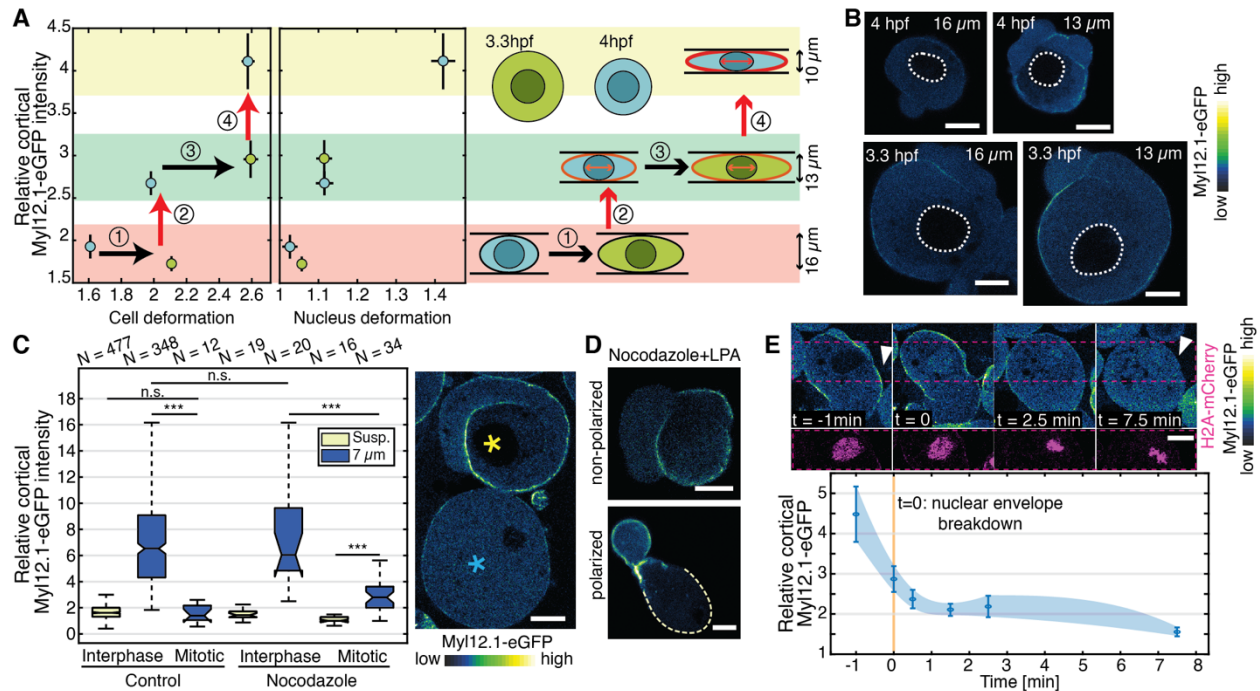 A
Relative cortical
Myl12.1-eGFP intensity
4.5
4
3.5
3
2.5
2
1.5
1.6
1.8
2
2.2
2.4
2.6
Cell deformation
1
1.1
1.2
1.3
1.4
Nucleus deformation
①
②
③
④
3.3hpf
4hpf
④
③
②
①
10 µm
13 µm
16 µm
B
4 hpf
16 µm
4 hpf
13 µm
3.3 hpf
16 µm
3.3 hpf
13 µm
Myl12.1-eGFP
low
high
C
N = 477
N = 348
N = 12
N = 19
N = 20
N = 16
N = 34
Relative cortical
Myl12.1-eGFP intensity
18
16
14
12
10
8
6
4
2
0
n.s.
n.s.
***
***
***
Susp.
7 µm
Interphase
Mitotic
Interphase
Mitotic
Control
Nocodazole
*
*
Myl12.1-eGFP
low
high
D
Nocodazole+LPA
non-polarized
polarized
E
t = -1min
t = 0
t = 2.5 min
t = 7.5 min
H2A-mCherry
Myl12.1-eGFP
low
high
Relative cortical
Myl12.1-eGFP
5
4
3
2
1
t=0: nuclear envelope
breakdown
-1
0
1
2
3
4
5
6
7
8
Time [min]